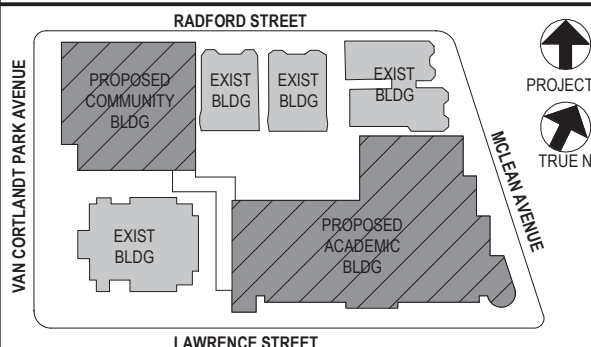 RADFORD STREET
VAN CORTLANDT PARK AVENUE
PROPOSED
COMMUNITY
BLDG
EXIST
BLDG
EXIST
BLDG
EXIST
BLDG
MCLEAN AVENUE
EXIST
BLDG
PROPOSED
ACADEMIC
BLDG
LAWRENCE STREET
PROJECT
TRUE N